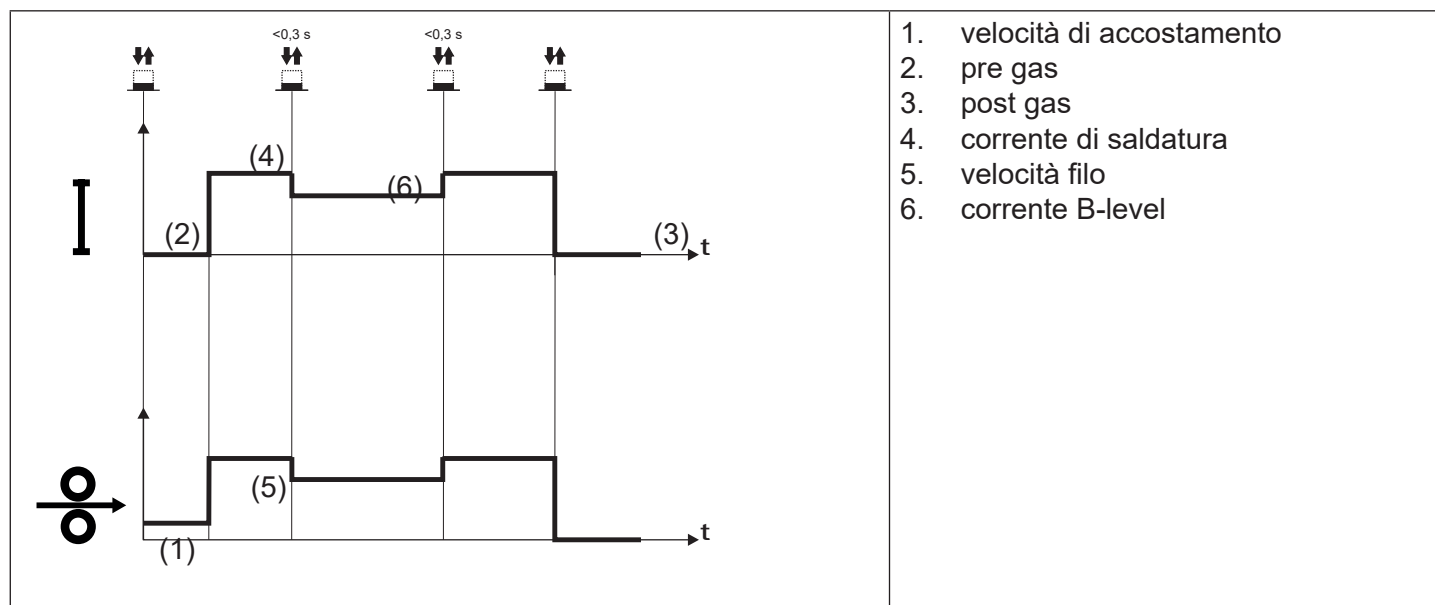 <0,3 s
<0,3 s
(4)
(6)
(2)
(3)
t
(5)
t
(1)
1. velocità di accostamento
2. pre gas
3. post gas
4. corrente di saldatura
5. velocità filo
6. corrente B-level